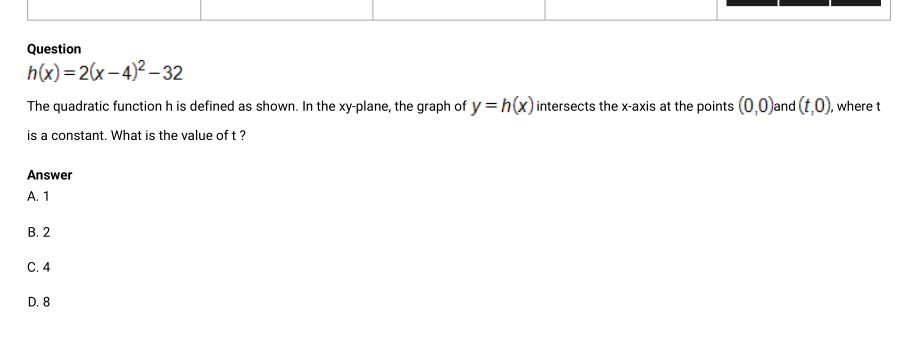 Question
h(x) = 2(x – 4)² – 32
The quadratic function h is defined as shown. In the xy-plane, the graph of y = h(x) intersects the x-axis at the points (0,0)and (t,0), where t
is a constant. What is the value of t ?
Answer
A. 1
B. 2
C. 4
D. 8